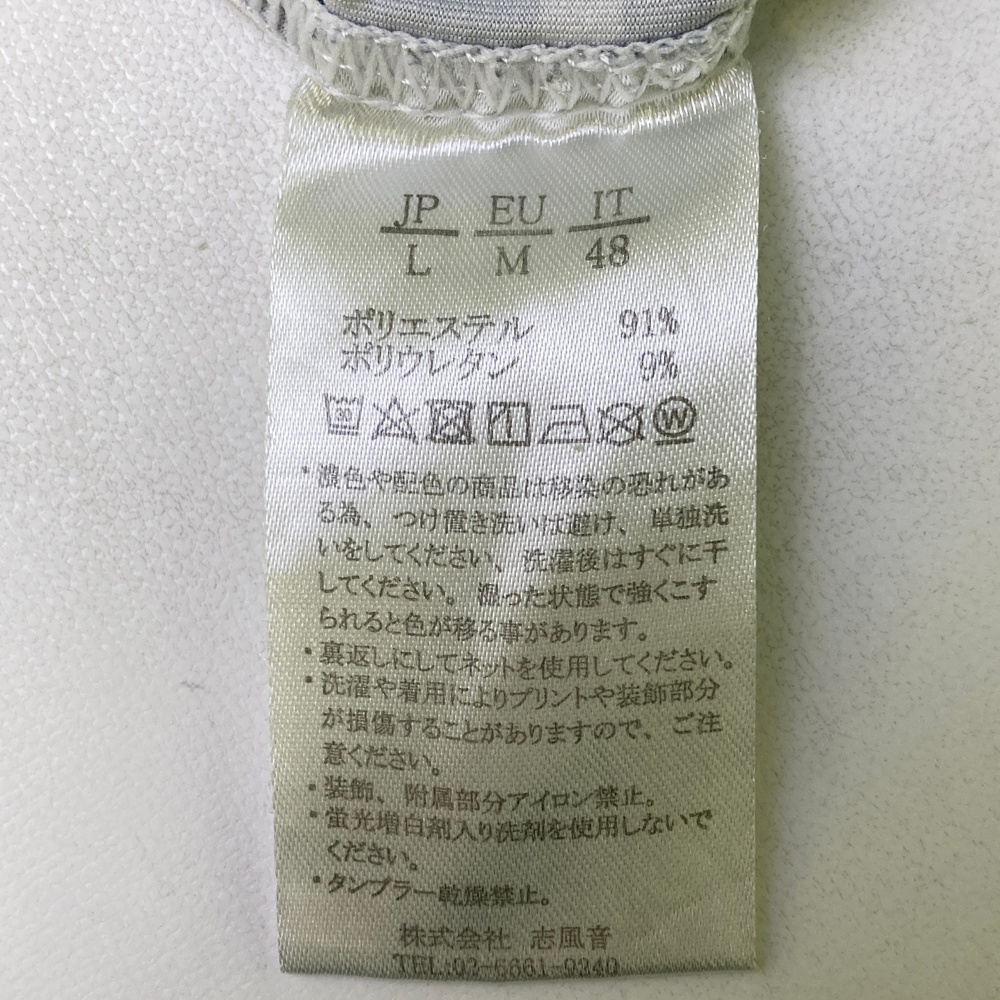 JP EU IT
L M 48
ポリエステル 91%
ポリウレタン 9%
30 W
・濃色や配色の商品は移染の恐れがあ
る為、つけ置き洗いは避け、単独洗
いをしてください、洗濯後はすぐに干
してください。湿った状態で強くこす
られると色が移る事があります。
・裏返しにしてネットを使用してください。
・洗濯や着用によりプリントや装飾部分
が損傷することがありますので、ご注
意ください。
・装飾、附属部分アイロン禁止。
・蛍光増白剤入り洗剤を使用しないで
ください。
・タンブラー乾燥禁止。
株式会社 志風音
TEL:03-6661-9340